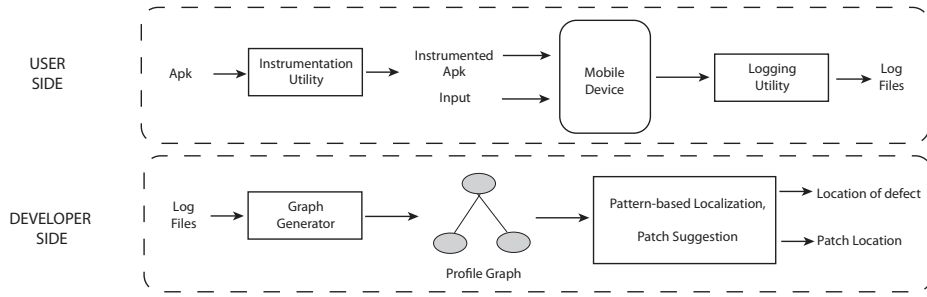 USER
SIDE
Apk
Instrumentation
Utility
Instrumented
Apk
Input
Mobile
Device
Logging
Utility
Log
Files
DEVELOPER
SIDE
Log
Files
Graph
Generator
Profile Graph
Pattern-based Localization,
Patch Suggestion
Location of defect
Patch Location